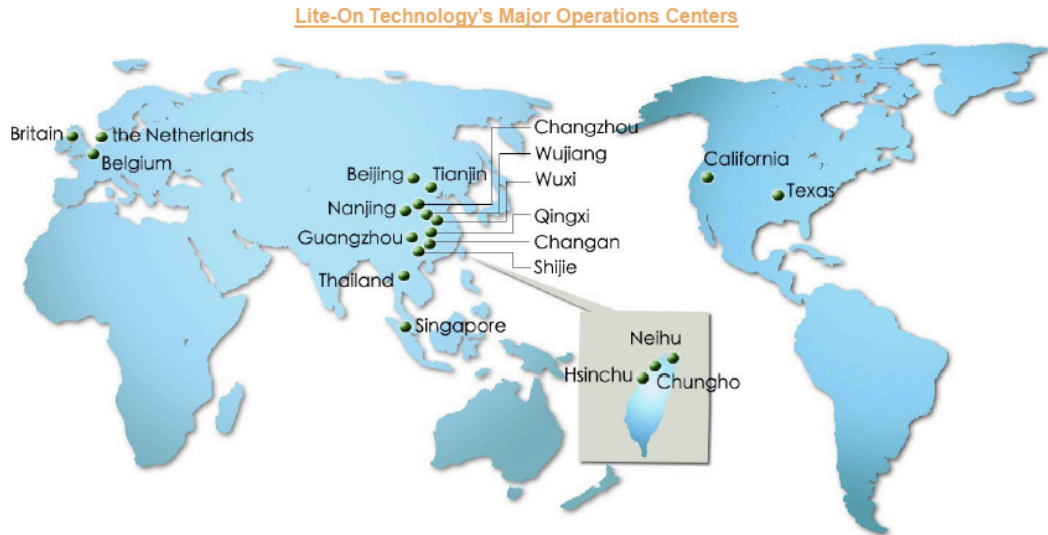 Lite-On Technology's Major Operations Centers
Britain
the Netherlands
Belgium
Beijing
Tianjin
Nanjing
Guangzhou
Thailand
Singapore
Changzhou
Wujiang
Wuxi
Qingxi
Changan
Shijie
Neihu
Hsinchu
Chungho
California
Texas